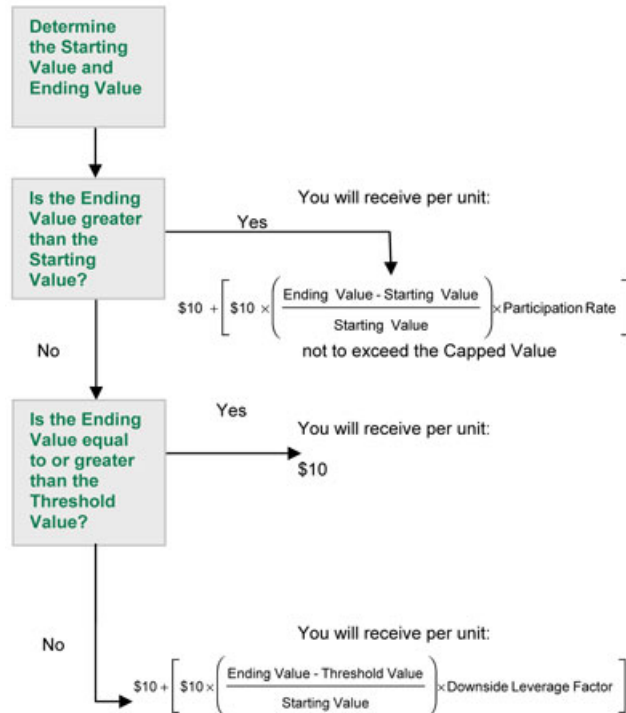 Determine
the Starting
Value and
Ending Value
Is the Ending
Value greater
than the
Starting
Value?
Yes
You will receive per unit:
$10 + [ $10 × ( Ending Value - Starting Value / Starting Value ) × Participation Rate ]
not to exceed the Capped Value
No
Is the Ending
Value equal
to or greater
than the
Threshold
Value?
Yes
You will receive per unit:
$10
No
You will receive per unit:
$10 + [ $10 × ( Ending Value - Threshold Value / Starting Value ) × Downside Leverage Factor ]